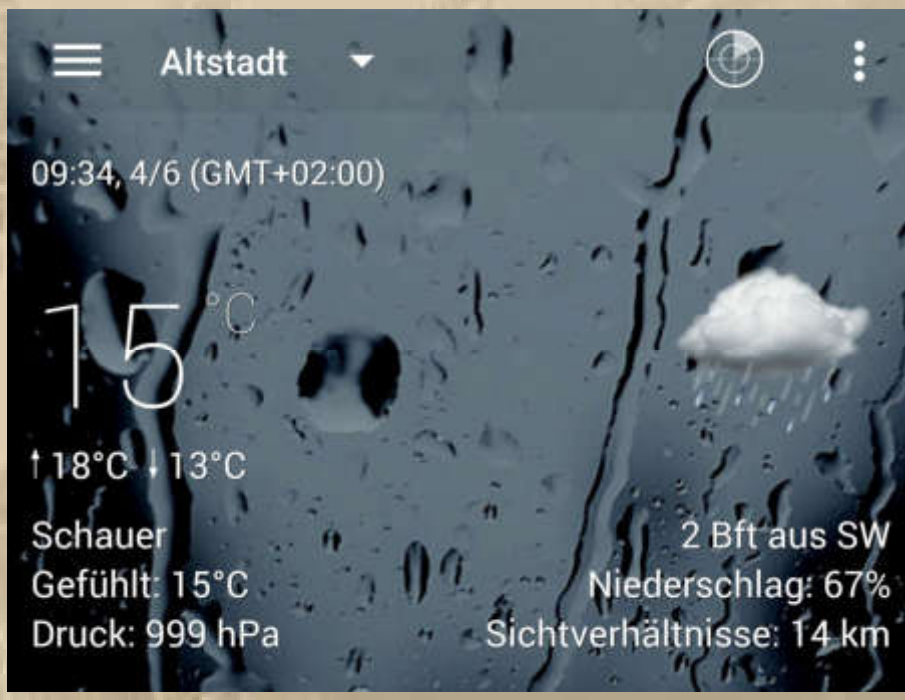 Altstadt
09:34, 4/6 (GMT+02:00)
15 °C
↑ 18°C ↓ 13°C
Schauer
Gefühlt: 15°C
Druck: 999 hPa
2 Bft aus SW
Niederschlag: 67%
Sichtverhältnisse: 14 km